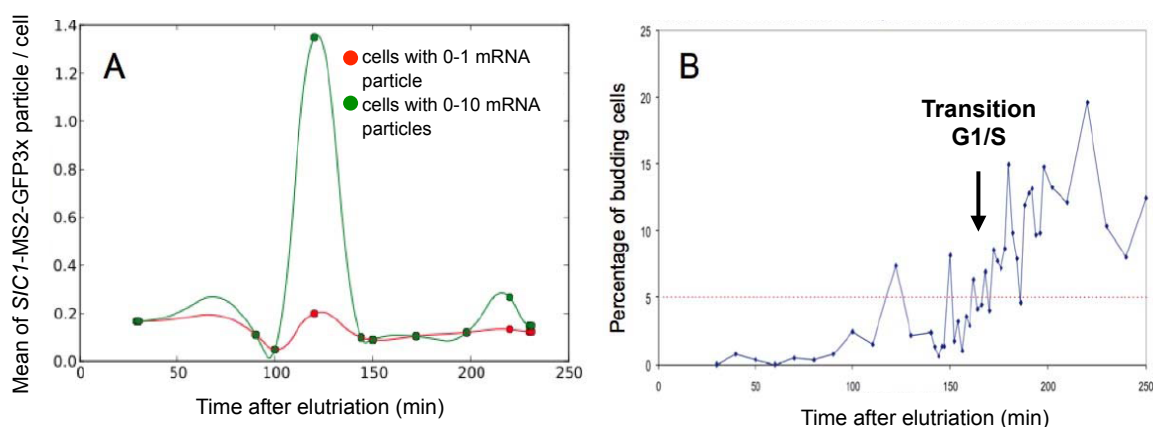 A
cells with 0-1 mRNA
particle
cells with 0-10 mRNA
particles
Mean of SIC1-MS2-GFP3x particle / cell
1.4
1.2
1.0
0.8
0.6
0.4
0.2
0.0
0
50
100
150
200
250
Time after elutriation (min)
B
Transition
G1/S
Percentage of budding cells
25
20
15
10
5
0
0
50
100
150
200
250
Time after elutriation (min)